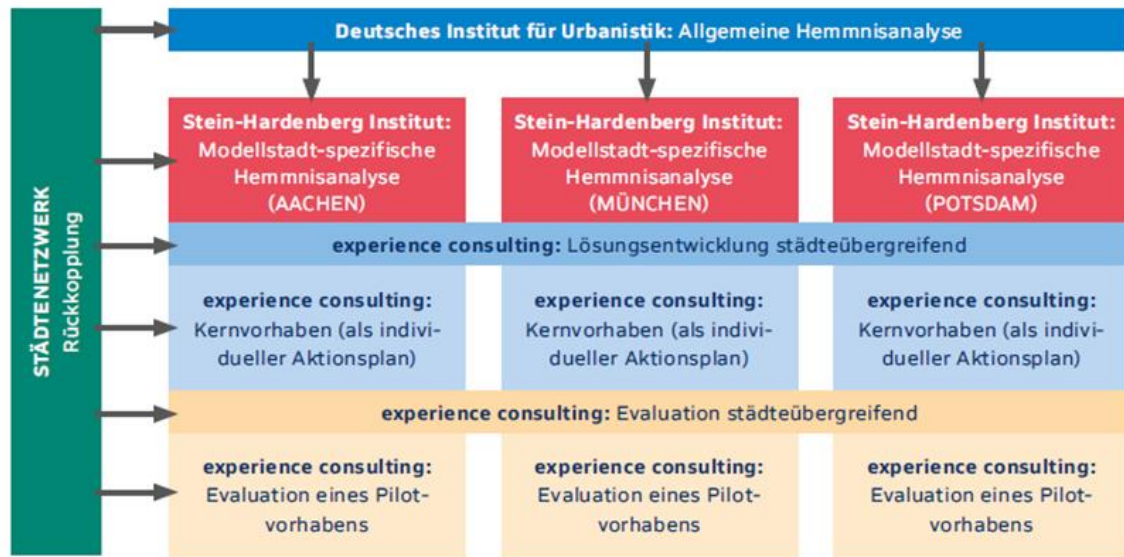 STÄDTENETZWERK
Rückkopplung
Deutsches Institut für Urbanistik: Allgemeine Hemmnisanalyse
Stein-Hardenberg Institut:
Modellstadt-spezifische
Hemmnisanalyse
(AACHEN)
Stein-Hardenberg Institut:
Modellstadt-spezifische
Hemmnisanalyse
(MÜNCHEN)
Stein-Hardenberg Institut:
Modellstadt-spezifische
Hemmnisanalyse
(POTSDAM)
experience consulting: Lösungsentwicklung städteübergreifend
experience consulting:
Kernvorhaben (als indivi-
dueller Aktionsplan)
experience consulting:
Kernvorhaben (als indivi-
dueller Aktionsplan)
experience consulting:
Kernvorhaben (als indivi-
dueller Aktionsplan)
experience consulting: Evaluation städteübergreifend
experience consulting:
Evaluation eines Pilot-
vorhabens
experience consulting:
Evaluation eines Pilot-
vorhabens
experience consulting:
Evaluation eines Pilot-
vorhabens